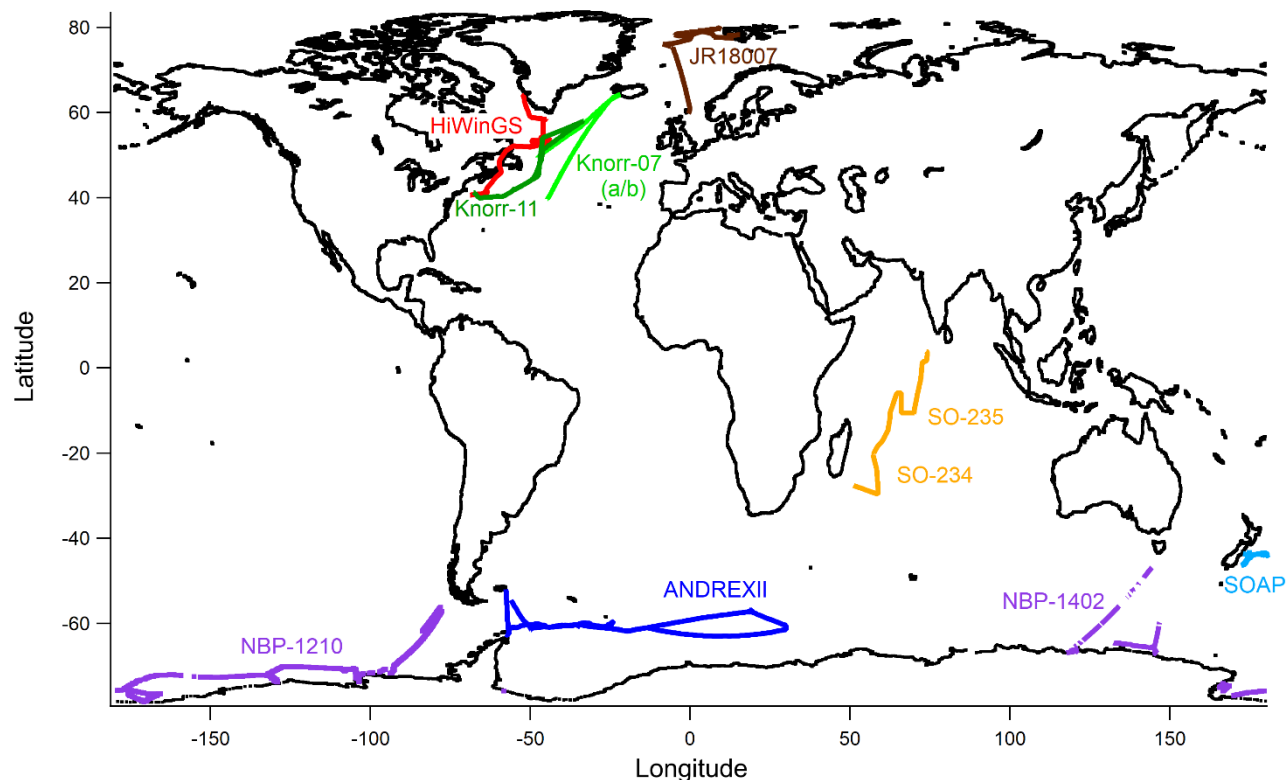 80
JR18007
60
HiWinGS
Knorr-07
(a/b)
40
Knorr-11
20
Latitude
0
SO-235
-20
SO-234
-40
SOAP
ANDREXII
NBP-1402
-60
NBP-1210
-150
-100
-50
0
50
100
150
Longitude